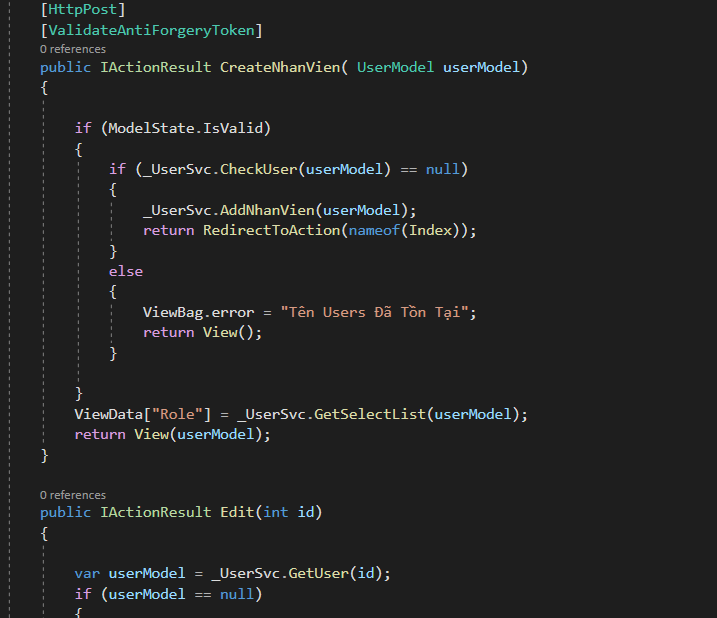 [HttpPost]
[ValidateAntiForgeryToken]
0 references
public IActionResult CreateNhanVien( UserModel userModel)
{
if (ModelState.IsValid)
{
if (_UserSvc.CheckUser(userModel) == null)
{
_UserSvc.AddNhanVien(userModel);
return RedirectToAction(nameof(Index));
}
else
{
ViewBag.error = "Tên Users Đã Tồn Tại";
return View();
}
}
ViewData["Role"] = _UserSvc.GetSelectList(userModel);
return View(userModel);
}
0 references
public IActionResult Edit(int id)
{
var userModel = _UserSvc.GetUser(id);
if (userModel == null)
{